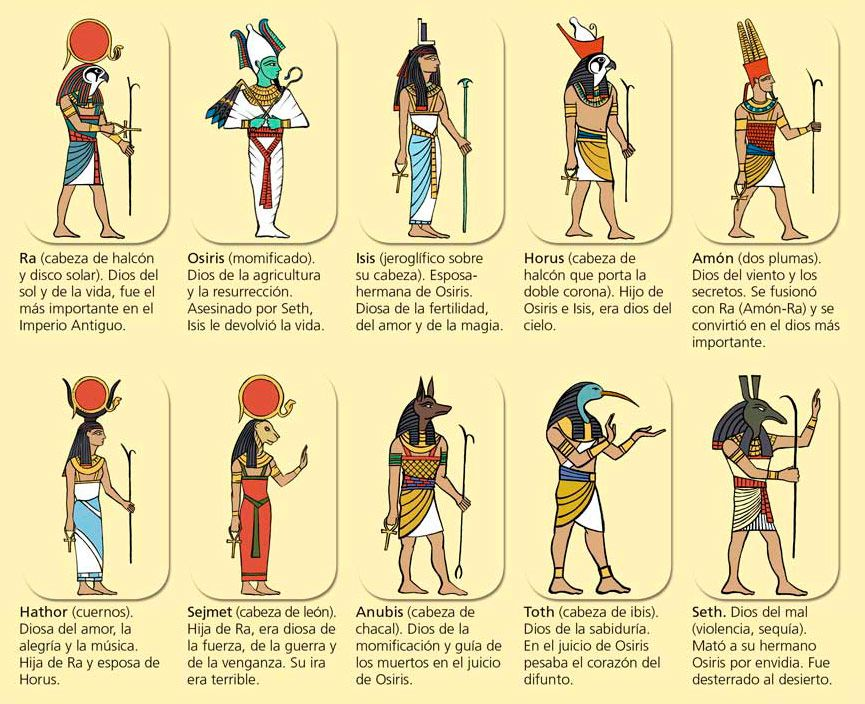 Ra (cabeza de halcón
y disco solar). Dios del
sol y de la vida, fue el
más importante en el
Imperio Antiguo.
Osiris (momificado).
Dios de la agricultura
y la resurrección.
Asesinado por Seth,
Isis le devolvió la vida.
Isis (jeroglífico sobre
su cabeza). Esposa-
hermana de Osiris.
Diosa de la fertilidad,
del amor y de la magia.
Horus (cabeza de
halcón que porta la
doble corona). Hijo de
Osiris e Isis, era dios del
cielo.
Amón (dos plumas).
Dios del viento y los
secretos. Se fusionó
con Ra (Amón-Ra) y se
convirtió en el dios más
importante.
Hathor (cuernos).
Diosa del amor, la
alegría y la música.
Hija de Ra y esposa de
Horus.
Sejmet (cabeza de león).
Hija de Ra, era diosa de
la fuerza, de la guerra y
de la venganza. Su ira
era terrible.
Anubis (cabeza de
chacal). Dios de la
momificación y guía de
los muertos en el juicio
de Osiris.
Toth (cabeza de ibis).
Dios de la sabiduría.
En el juicio de Osiris
pesaba el corazón del
difunto.
Seth. Dios del mal
(violencia, sequía).
Mató a su hermano
Osiris por envidia. Fue
desterrado al desierto.